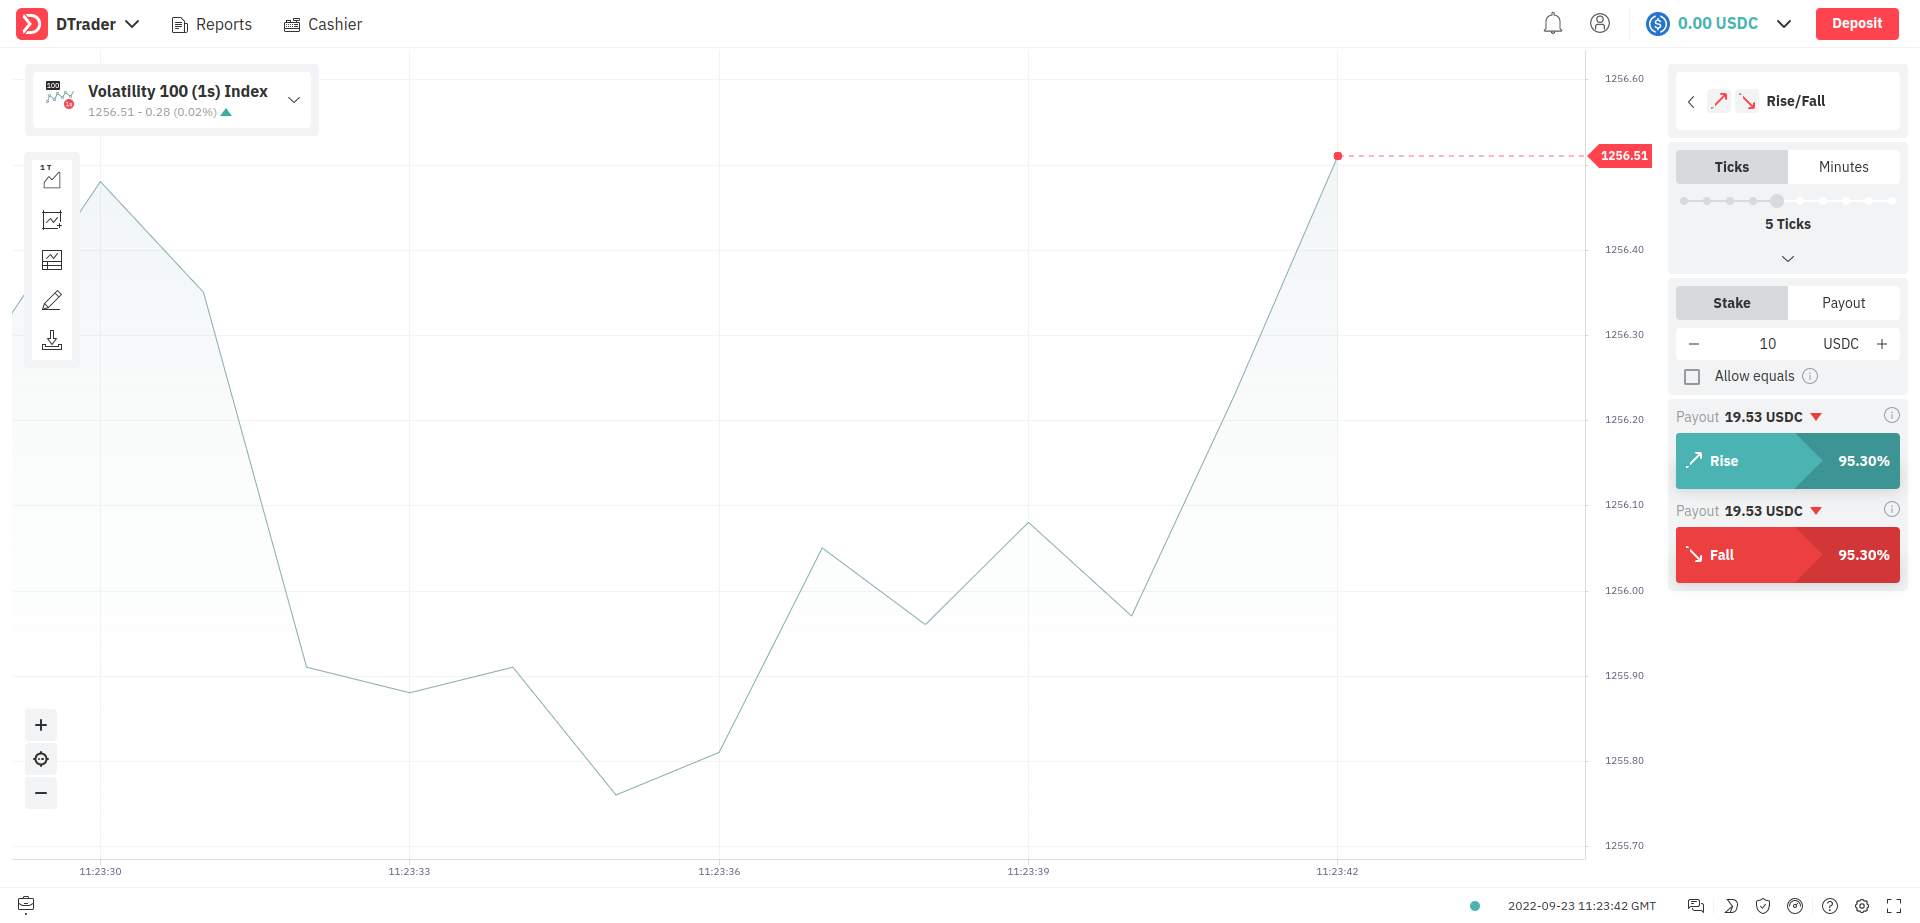 DTrader
Reports
Cashier
0.00 USDC
Deposit
100
1s
Volatility 100 (1s) Index
1256.51 - 0.28 (0.02%)
1 T
1256.60
1256.51
1256.40
1256.30
1256.20
1256.10
1256.00
1255.90
1255.80
1255.70
11:23:30
11:23:33
11:23:36
11:23:39
11:23:42
Rise/Fall
Ticks
Minutes
5 Ticks
Stake
Payout
10
USDC
Allow equals
Payout 19.53 USDC
Rise
95.30%
Payout 19.53 USDC
Fall
95.30%
2022-09-23 11:23:42 GMT